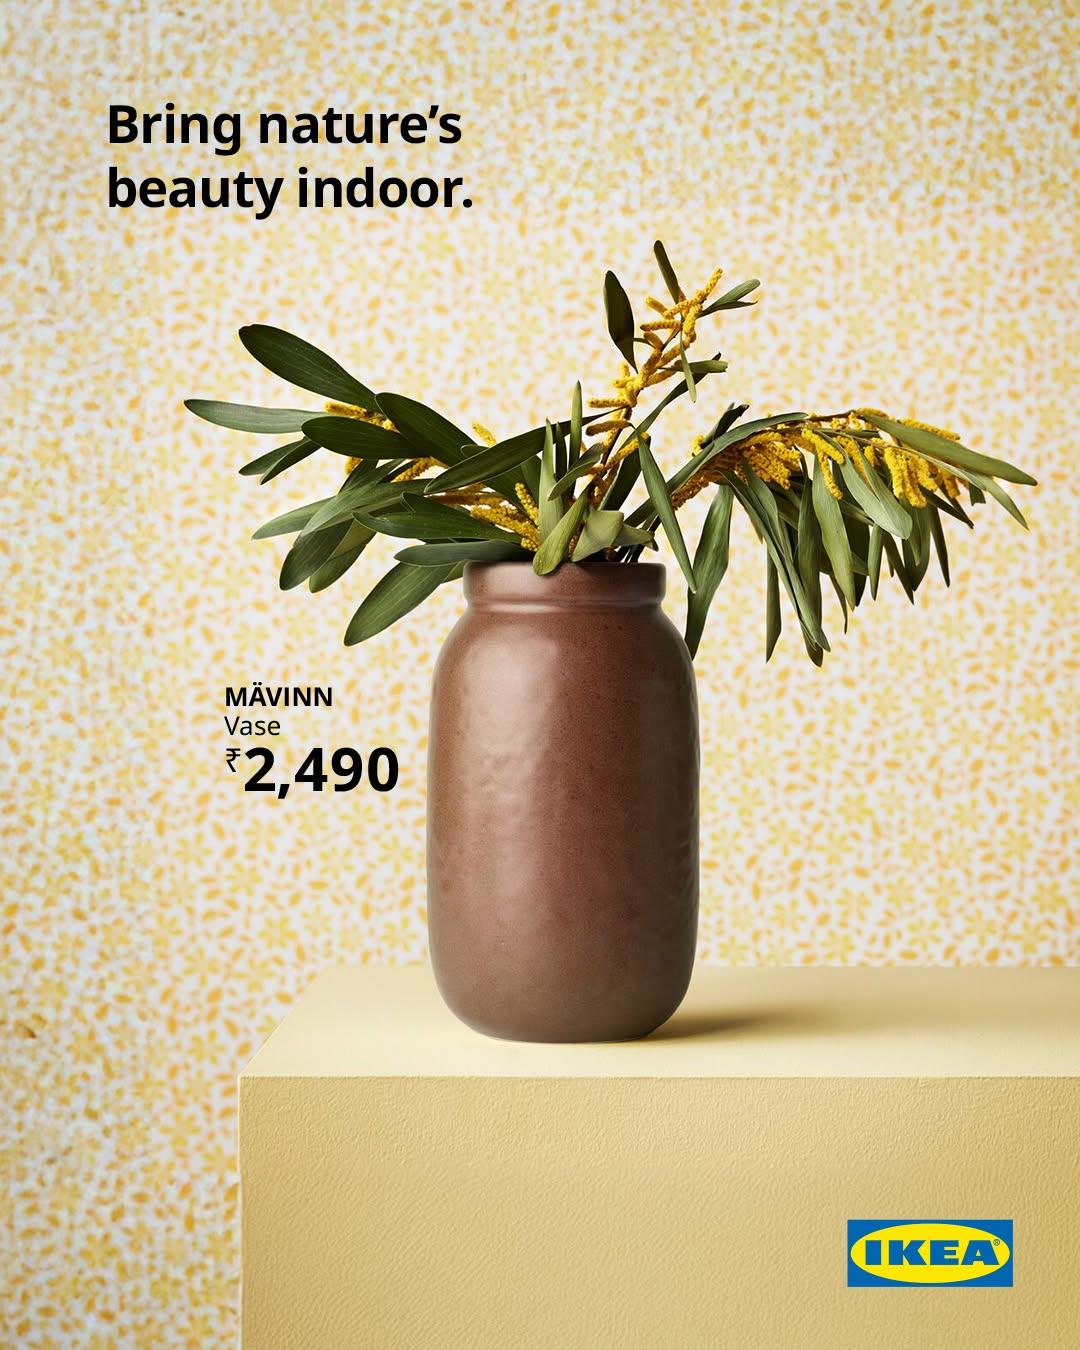 Bring nature’s
beauty indoor.
MÄVINN
Vase
₹2,490
IKEA®